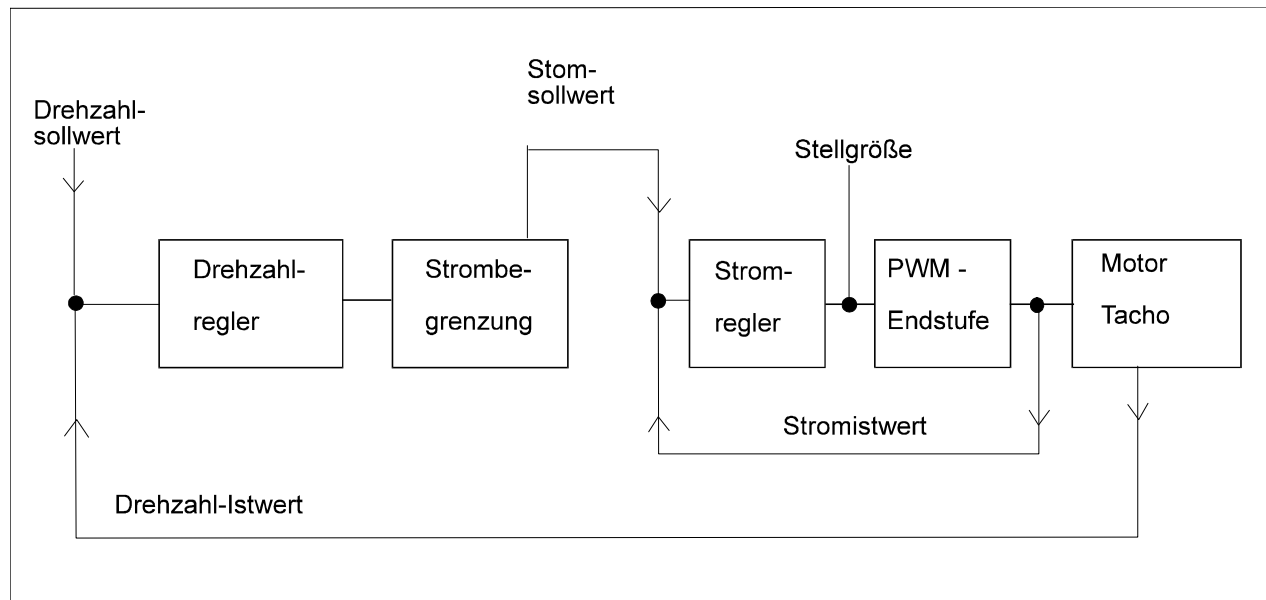 Stom-
sollwert
Drehzahl-
sollwert
Stellgröße
Drehzahl-
regler
Strombe-
grenzung
Strom-
regler
PWM -
Endstufe
Motor
Tacho
Stromistwert
Drehzahl-Istwert